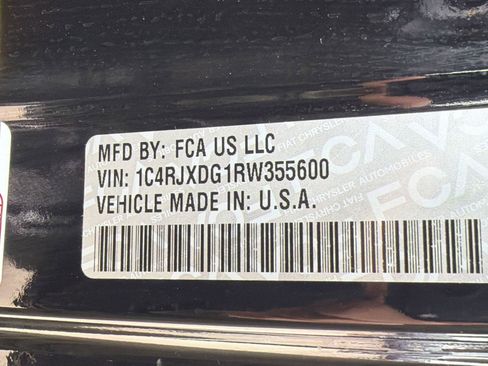 MFD BY: FCA US LLC
VIN: 1C4RJXDG1RW355600
VEHICLE MADE IN: U.S.A.